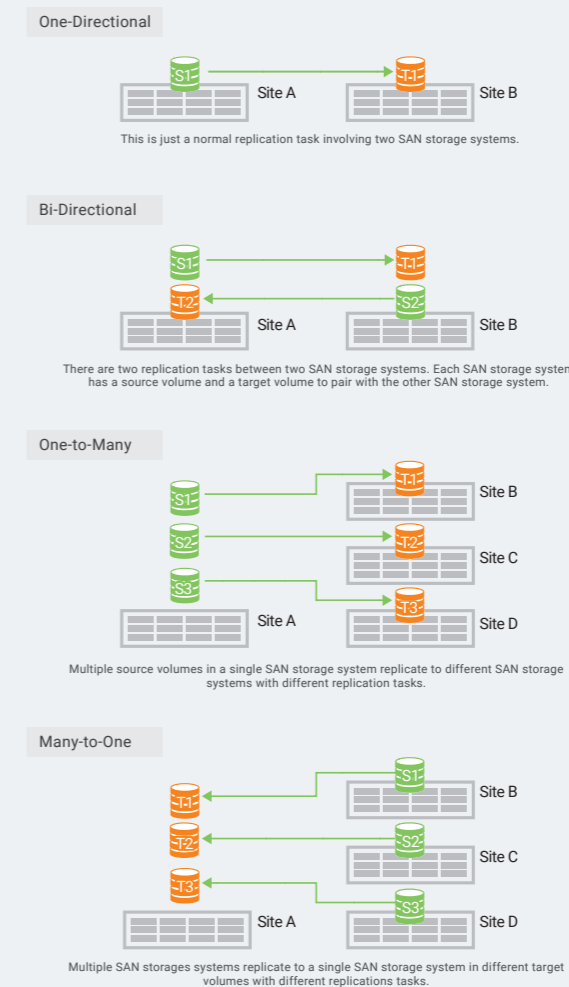 One-Directional
S1 T1
Site A Site B
This is just a normal replication task involving two SAN storage systems.
Bi-Directional
S1 T1
T2 S2
Site A Site B
There are two replication tasks between two SAN storage systems. Each SAN storage system
has a source volume and a target volume to pair with the other SAN storage system.
One-to-Many
T1
S1 Site B
S2 T2
Site C
S3 T3
Site A Site D
Multiple source volumes in a single SAN storage system replicate to different SAN storage
systems with different replication tasks.
Many-to-One
S1
T1 Site B
T2 S2
Site C
T3 S3
Site A Site D
Multiple SAN storages systems replicate to a single SAN storage system in different target
volumes with different replications tasks.